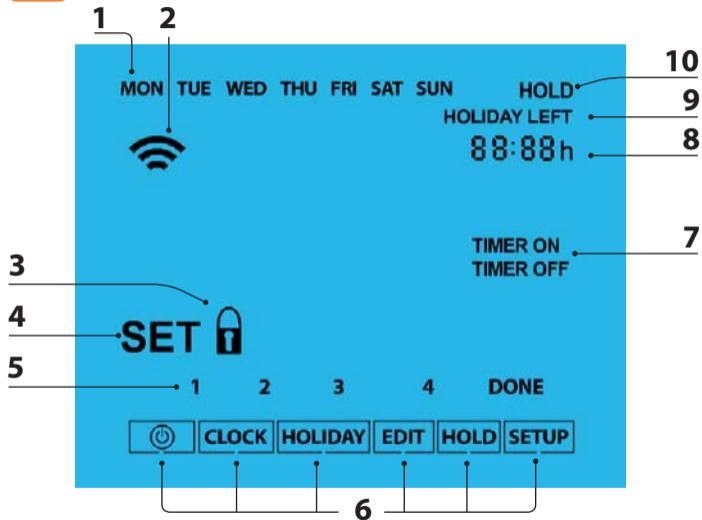 1 2
MON TUE WED THU FRI SAT SUN HOLD 10
HOLIDAY LEFT 9
88:88h 8
TIMER ON 7
TIMER OFF
3
4 SET
5 1 2 3 4 DONE
CLOCK HOLIDAY EDIT HOLD SETUP
6